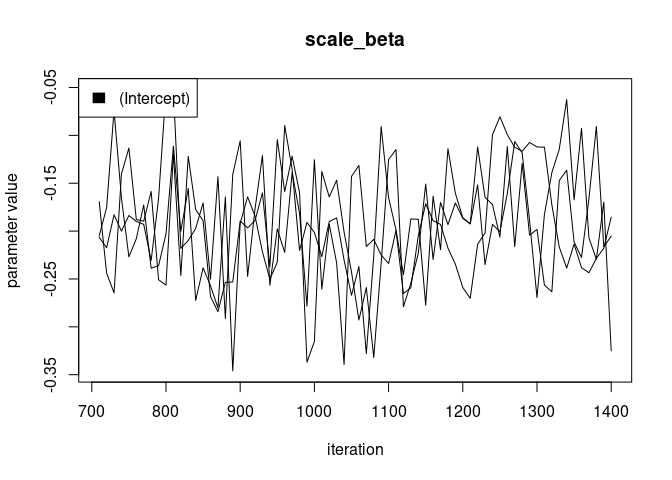 scale_beta
(Intercept)
parameter value
-0.05
-0.15
-0.25
-0.35
700 800 900 1000 1100 1200 1300 1400
iteration